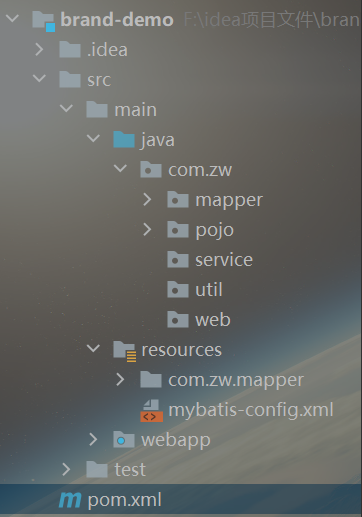 brand-demo F:\idea项目文件\bran
.idea
src
main
java
com.zw
mapper
pojo
service
util
web
resources
com.zw.mapper
mybatis-config.xml
webapp
test
pom.xml